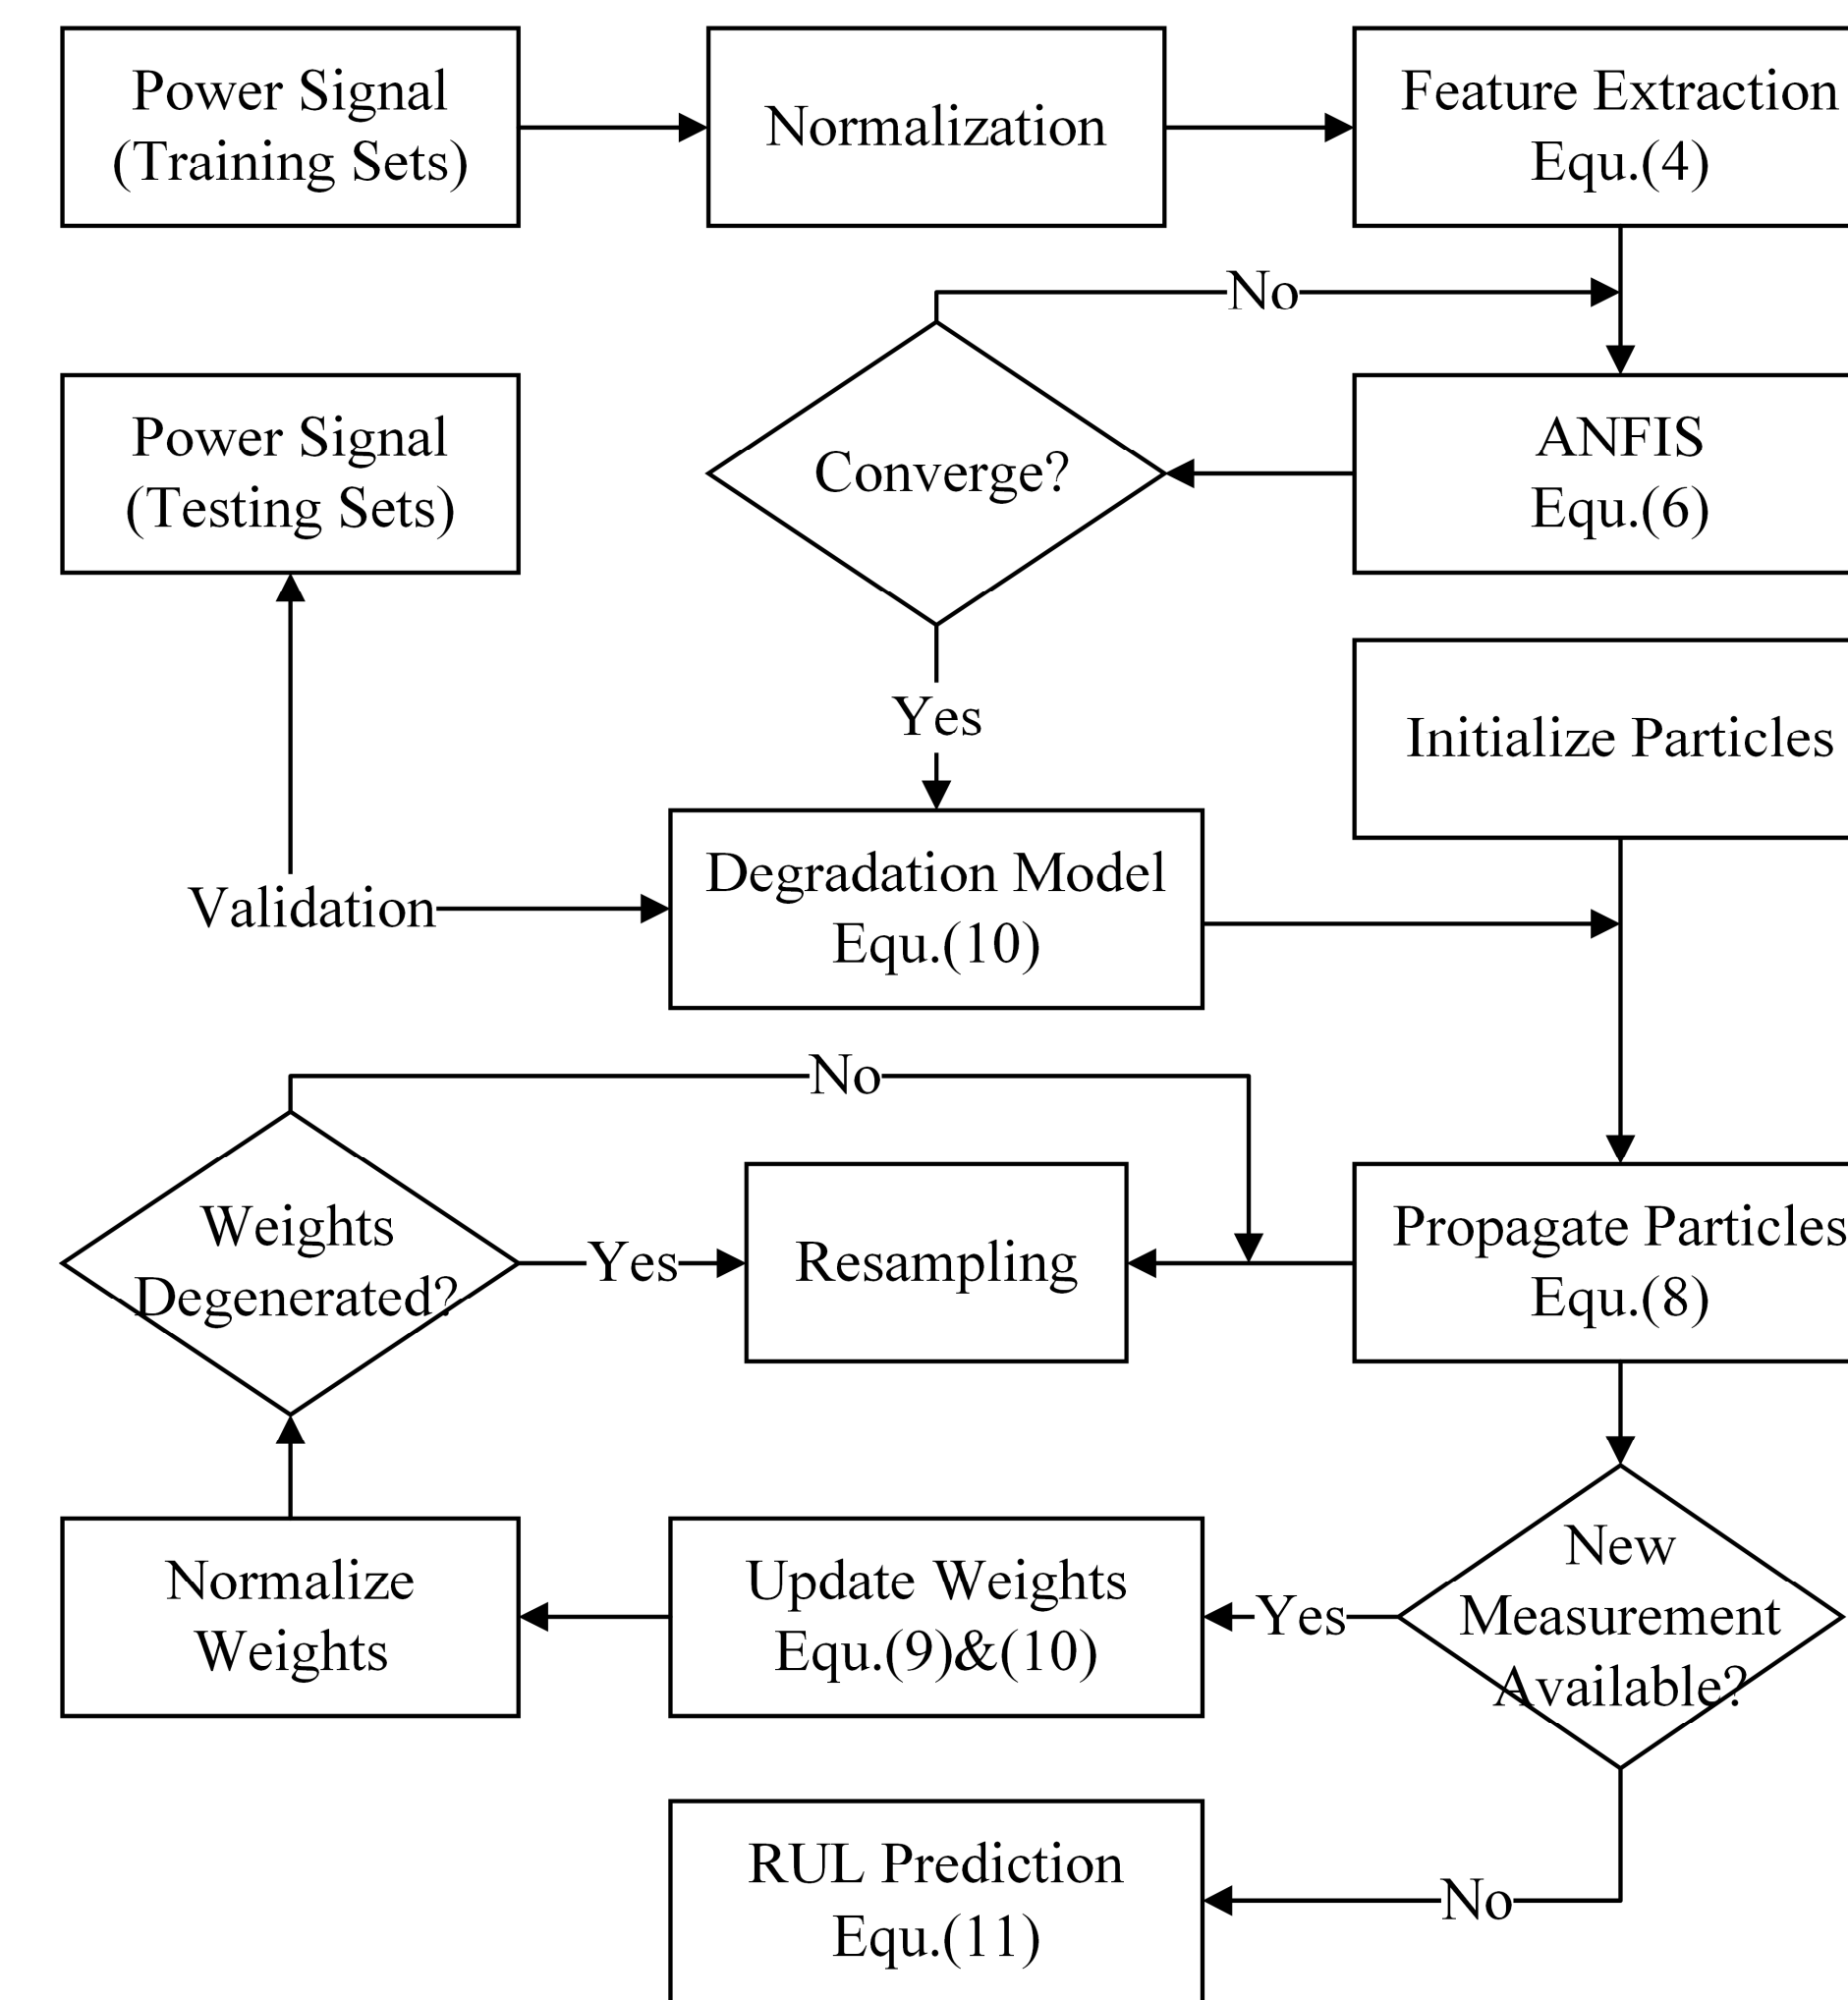 Power Signal
(Training Sets)
Normalization
Feature Extraction
Equ.(4)
No
Power Signal
(Testing Sets)
Converge?
ANFIS
Equ.(6)
Yes
Initialize Particles
Validation
Degradation Model
Equ.(10)
No
Weights
Degenerated?
Yes
Resampling
Propagate Particles
Equ.(8)
Normalize
Weights
Update Weights
Equ.(9)&(10)
Yes
New
Measurement
Available?
RUL Prediction
Equ.(11)
No